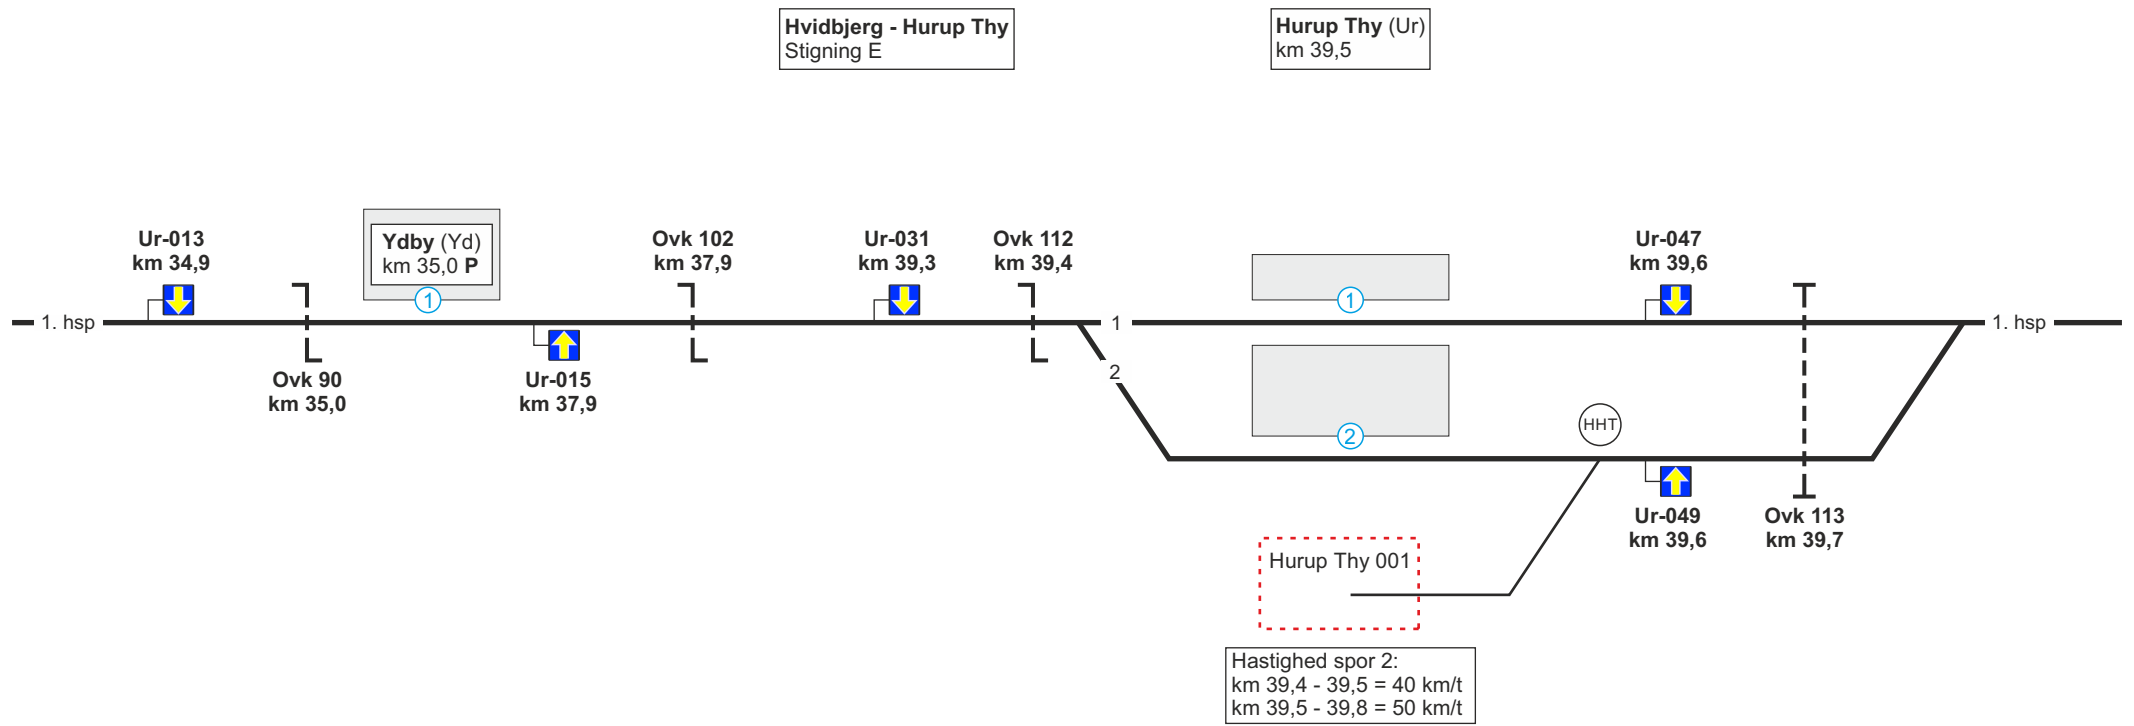 Hvidbjerg - Hurup Thy
Stigning E
Hurup Thy (Ur)
km 39,5
Ur-013
km 34,9
Ydby (Yd)
km 35,0 P
1
Ovk 102
km 37,9
Ur-031
km 39,3
Ovk 112
km 39,4
1
Ur-047
km 39,6
1. hsp
1
1. hsp
Ovk 90
km 35,0
Ur-015
km 37,9
2
2
HHT
Ur-049
km 39,6
Ovk 113
km 39,7
Hurup Thy 001
Hastighed spor 2:
km 39,4 - 39,5 = 40 km/t
km 39,5 - 39,8 = 50 km/t